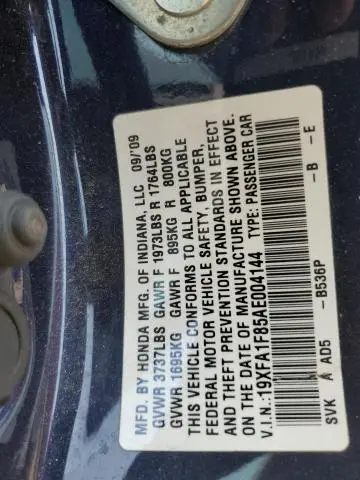 MFD. BY HONDA MFG. OF INDIANA, LLC 09/'09
GVWR 3737LBS GAWR F 1973LBS R 1764LBS
GVWR 1695KG GAWR F 895KG R 800KG
THIS VEHICLE CONFORMS TO ALL APPLICABLE
FEDERAL MOTOR VEHICLE SAFETY, BUMPER,
AND THEFT PREVENTION STANDARDS IN EFFECT
ON THE DATE OF MANUFACTURE SHOWN ABOVE.
V.I.N.:19XFA1F85AE004144 TYPE: PASSENGER CAR
-B536P -B -E
SVK A AD5